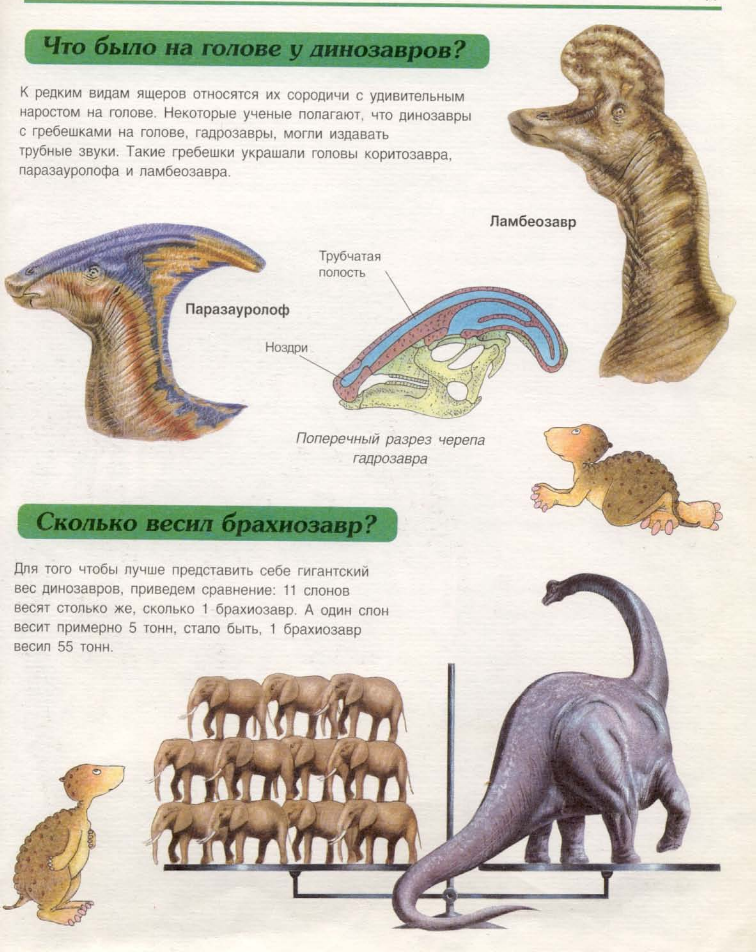 Что было на голове у динозавров?
К редким видам ящеров относятся их сородичи с удивительным
наростом на голове. Некоторые ученые полагают, что динозавры
с гребешками на голове, гадрозавры, могли издавать
трубные звуки. Такие гребешки украшали головы коритозавра,
паразауролофа и ламбеозавра.
Ламбеозавр
Трубчатая
полость
Паразауролоф
Ноздри
Поперечный разрез черепа
гадрозавра
Сколько весил брахиозавр?
Для того чтобы лучше представить себе гигантский
вес динозавров, приведем сравнение: 11 слонов
весят столько же, сколько 1 брахиозавр. А один слон
весит примерно 5 тонн, стало быть, 1 брахиозавр
весил 55 тонн.